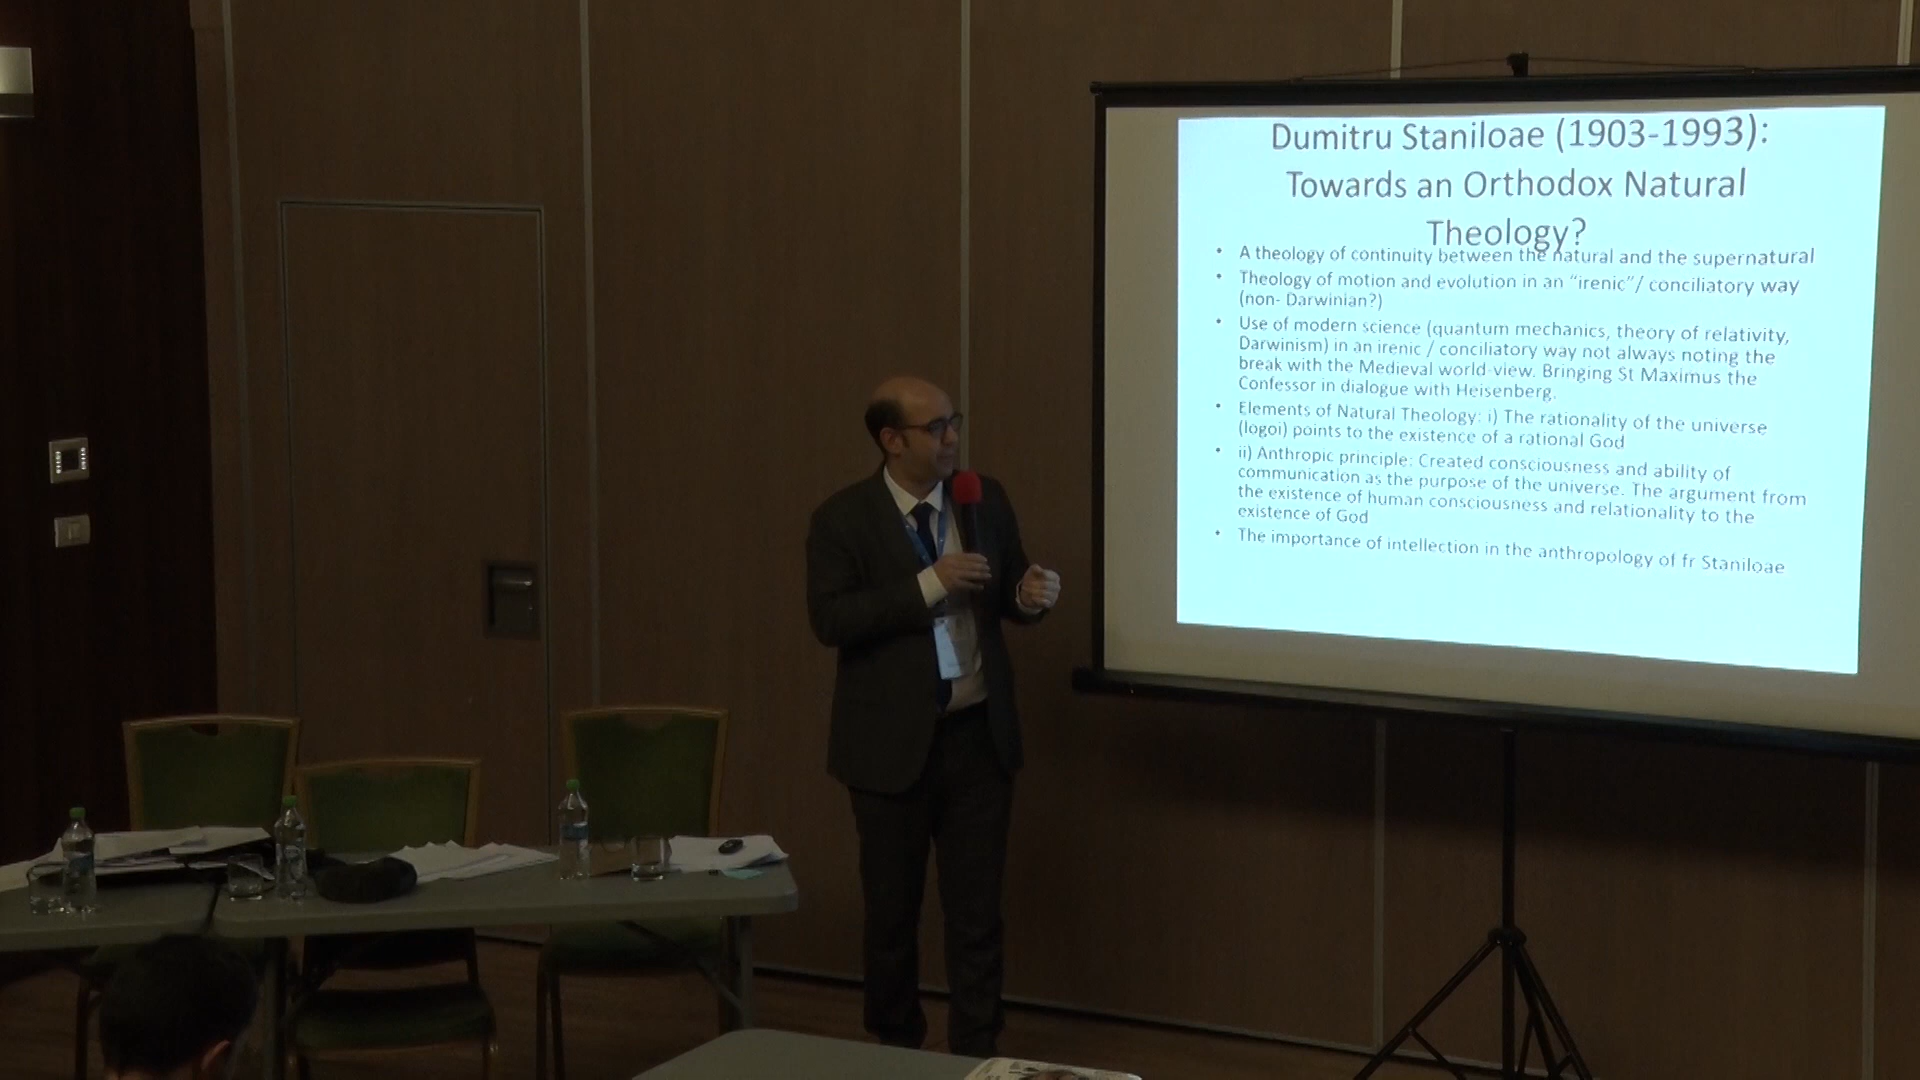 Dumitru Staniloae (1903-1993):
Towards an Orthodox Natural
Theology?
• A theology of continuity between the natural and the supernatural
• Theology of motion and evolution in an “irenic”/ conciliatory way
(non- Darwinian?)
• Use of modern science (quantum mechanics, theory of relativity,
Darwinism) in an irenic / conciliatory way not always noting the
break with the Medieval world-view. Bringing St Maximus the
Confessor in dialogue with Heisenberg.
• Elements of Natural Theology: i) The rationality of the universe
(logoi) points to the existence of a rational God
• ii) Anthropic principle: Created consciousness and ability of
communication as the purpose of the universe. The argument from
the existence of human consciousness and relationality to the
existence of God
• The importance of intellection in the anthropology of fr Staniloae